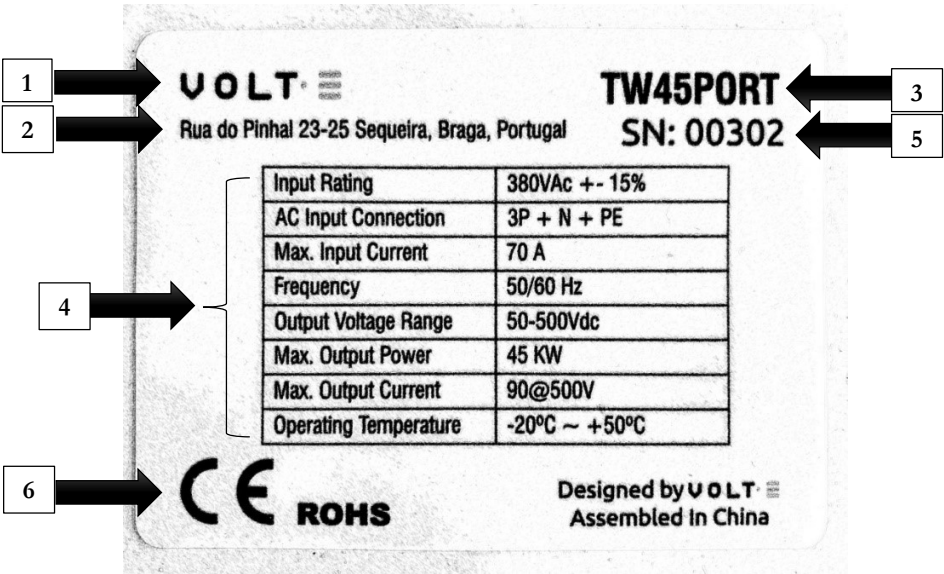 1
VOLT
TW45PORT
3
2
Rua do Pinhal 23-25 Sequeira, Braga, Portugal
SN: 00302
5
Input Rating 380VAc +- 15%
AC Input Connection 3P + N + PE
Max. Input Current 70 A
4
Frequency 50/60 Hz
Output Voltage Range 50-500Vdc
Max. Output Power 45 KW
Max. Output Current 90@500V
Operating Temperature -20ºC ~ +50ºC
6
CE ROHS
Designed by VOLT
Assembled In China